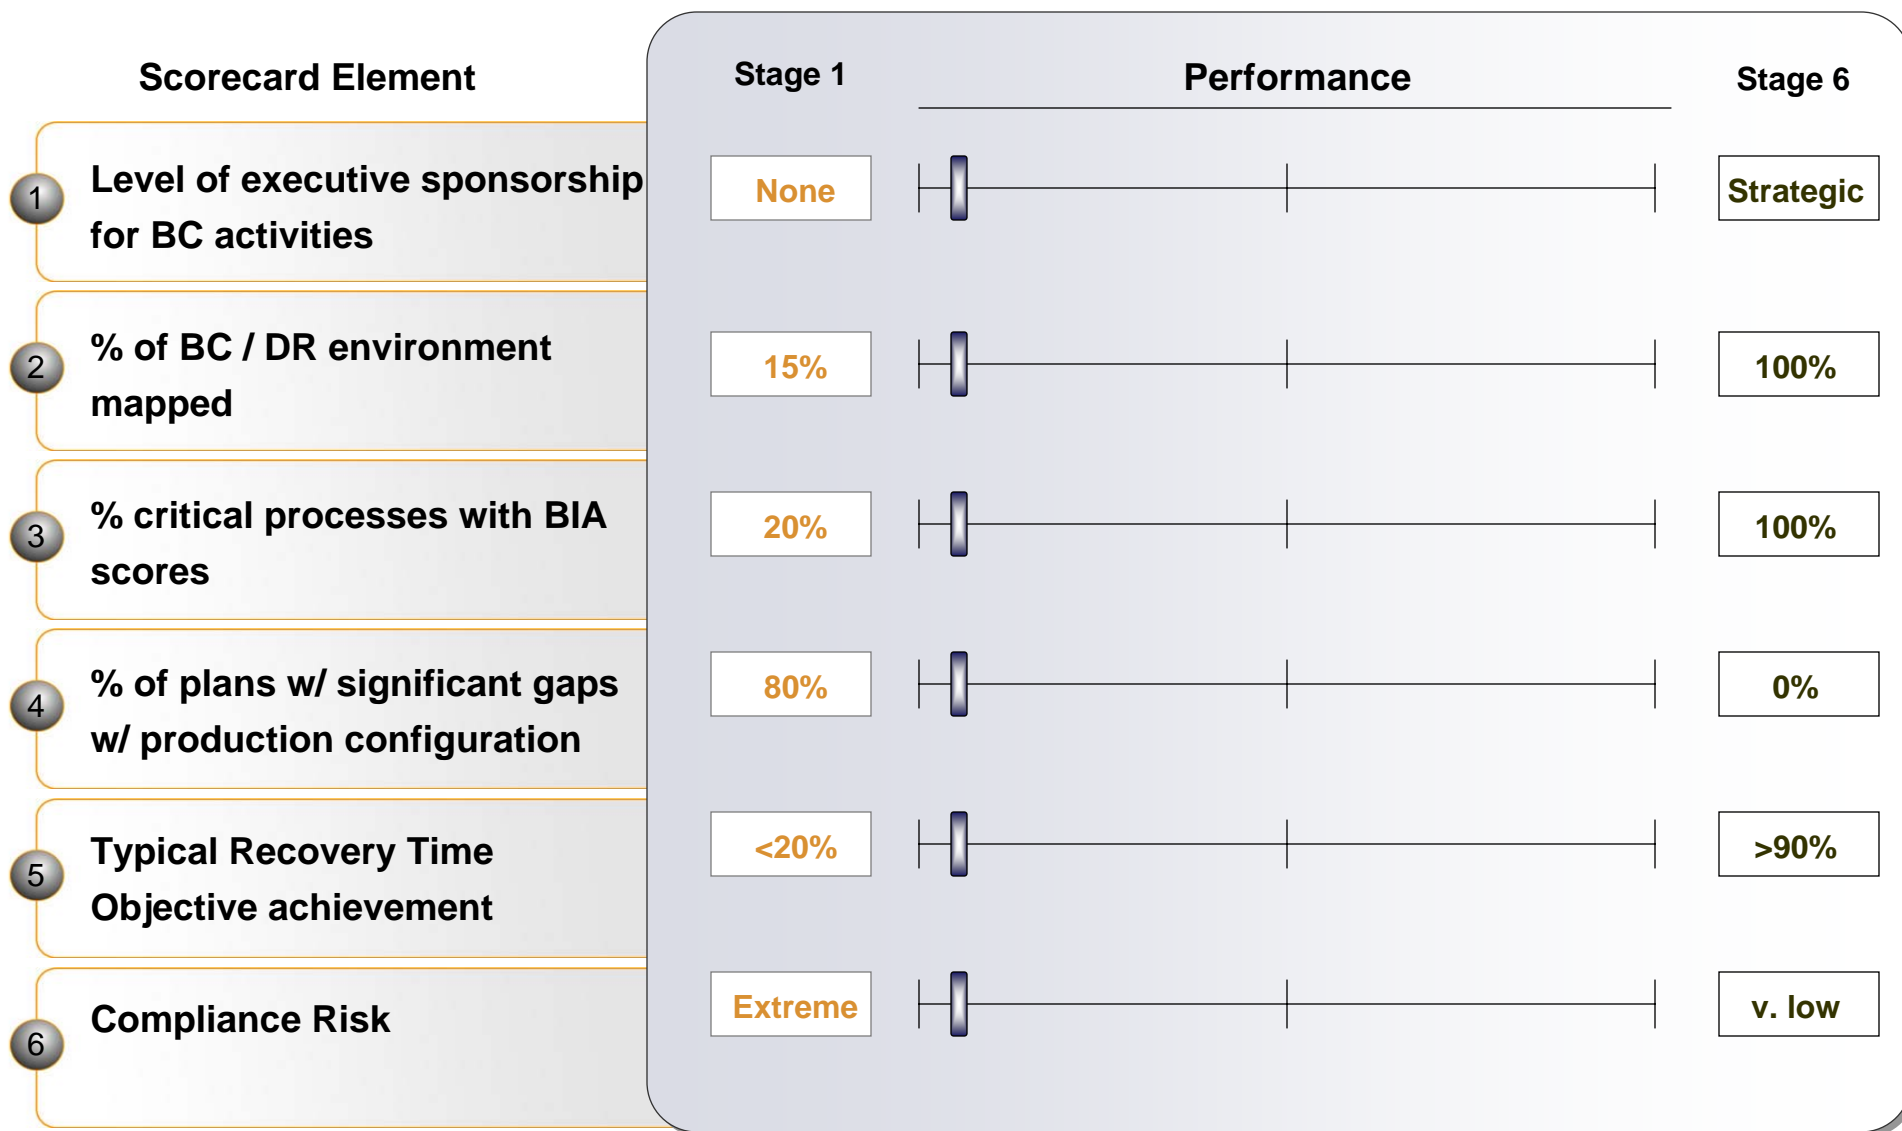 Scorecard Element
Stage 1
Performance
Stage 6
1
Level of executive sponsorship
for BC activities
None
Strategic
2
% of BC / DR environment
mapped
15%
100%
3
% critical processes with BIA
scores
20%
100%
4
% of plans w/ significant gaps
w/ production configuration
80%
0%
5
Typical Recovery Time
Objective achievement
<20%
>90%
6
Compliance Risk
Extreme
v. low